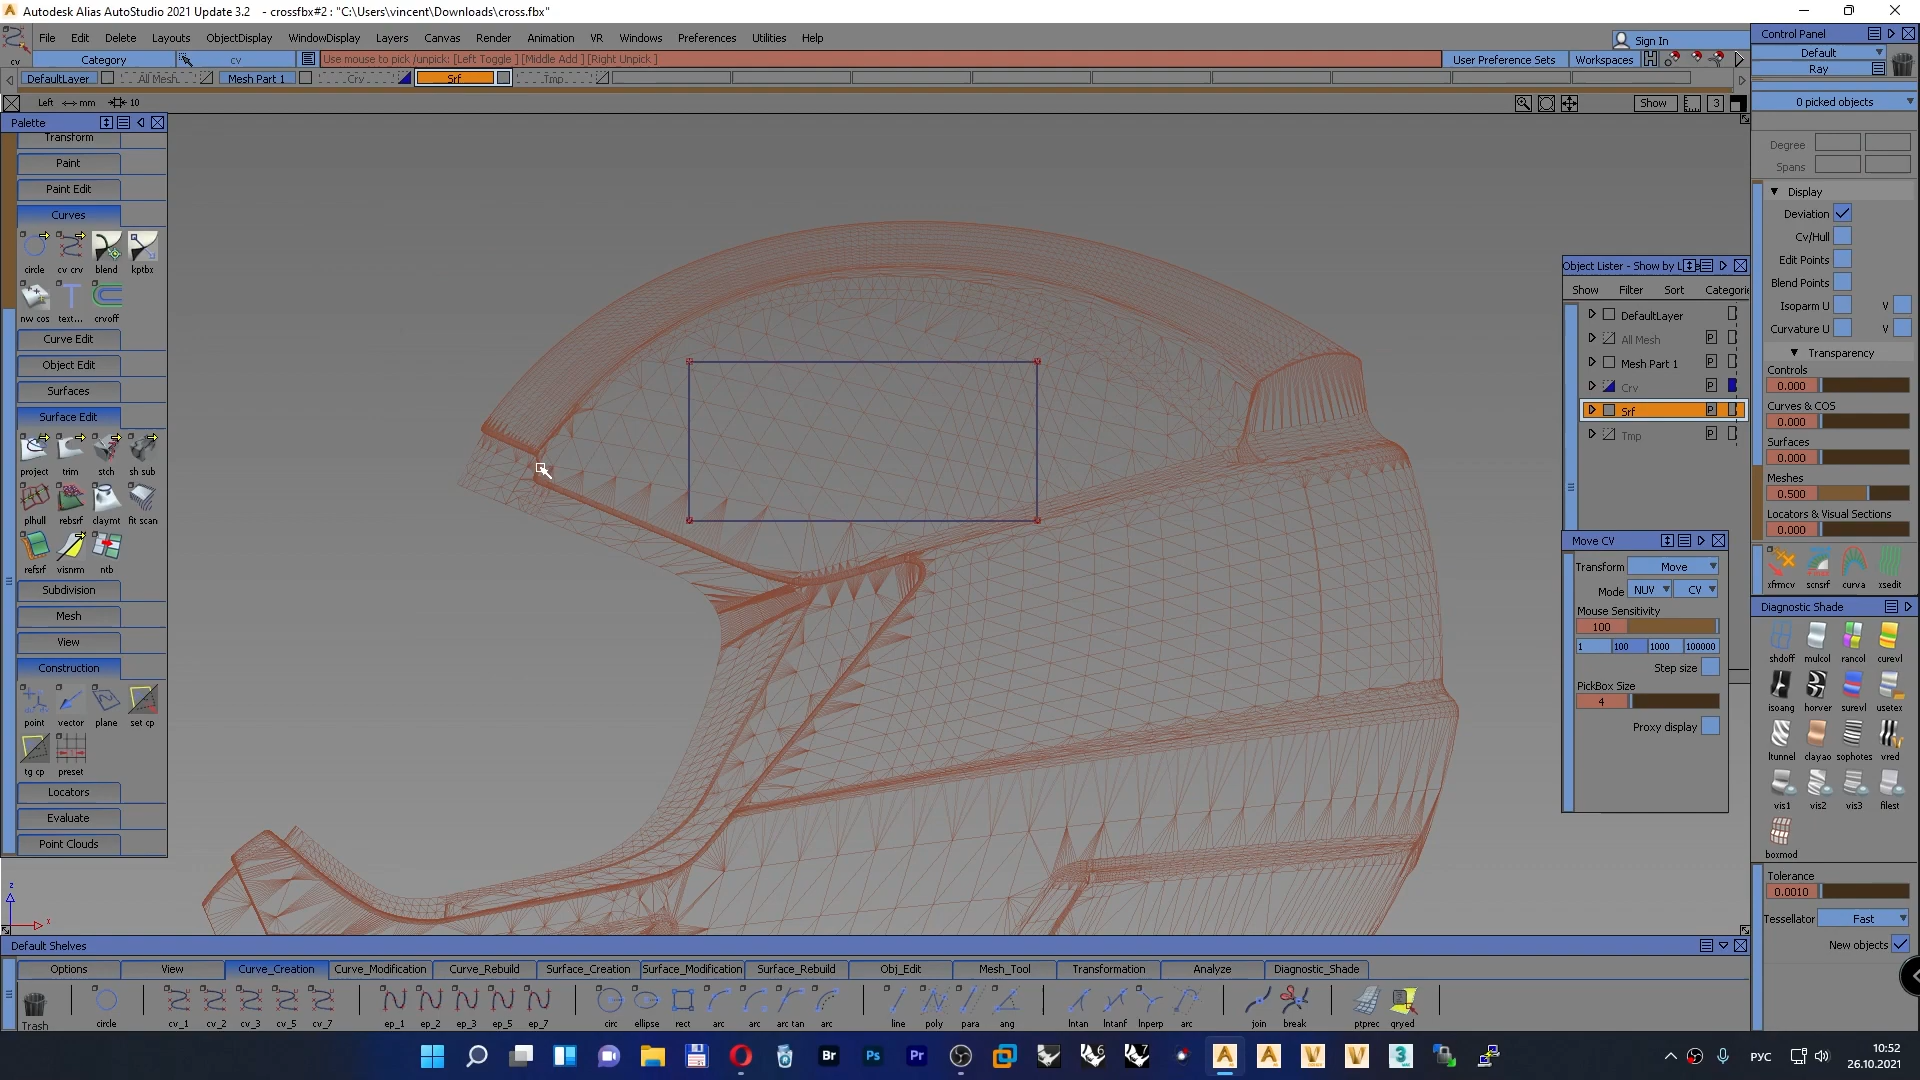 Autodesk Alias AutoStudio 2021 Update 3.2 - crossfbx#2 : "C:\Users\vincent\Downloads\cross.fbx"
File Edit Delete Layouts ObjectDisplay WindowDisplay Layers Canvas Render Animation VR Windows Preferences Utilities Help
Sign In
cv Category cv Use mouse to pick /unpick: [Left Toggle ] [Middle Add ] [Right Unpick ] User Preference Sets Workspaces
DefaultLayer All Mesh Mesh Part 1 Crv Srf Tmp
Left mm 10 Show 3
Palette
Transform
Paint
Paint Edit
Curves
circle cv crv blend kptbx
nw cos text... crvoff
Curve Edit
Object Edit
Surfaces
Surface Edit
project trim stch sh sub
plhull rebsrf claymt fit scan
refsrf visnrm ntb
Subdivision
Mesh
View
Construction
point vector plane set cp
tg cp preset
Locators
Evaluate
Point Clouds
z
x
Object Lister - Show by L
Show Filter Sort Categorie
DefaultLayer
All Mesh P
Mesh Part 1 P
Crv P
Srf P
Tmp P
Move CV
Transform Move
Mode NUV CV
Mouse Sensitivity
100
1 100 1000 100000
Step size
PickBox Size
4
Proxy display
Control Panel
Default
Ray
0 picked objects
Degree
Spans
Display
Deviation
Cv/Hull
Edit Points
Blend Points
Isoparm U V
Curvature U V
Transparency
Controls
0.000
Curves & COS
0.000
Surfaces
0.000
Meshes
0.500
Locators & Visual Sections
0.000
xfrmcv scnsrf curva xsedit
Diagnostic Shade
shdoff mulcol rancol curevl
isoang horver surevl usetex
ltunnel clayao sophotes vred
vis1 vis2 vis3 filest
boxmod
Tolerance
0.0010
Tessellator Fast
New objects
Default Shelves
Options View Curve_Creation Curve_Modification Curve_Rebuild Surface_Creation Surface_Modification Surface_Rebuild Obj_Edit Mesh_Tool Transformation Analyze Diagnostic_Shade
Trash circle cv_1 cv_2 cv_3 cv_5 cv_7 ep_1 ep_2 ep_3 ep_5 ep_7 circ ellipse rect arc arc arc tan arc line poly para ang lntan lntanf lnperp arc join break ptprec qryed
Br Ps Pr 6 7 A A V V 3 РУС
10:52
26.10.2021